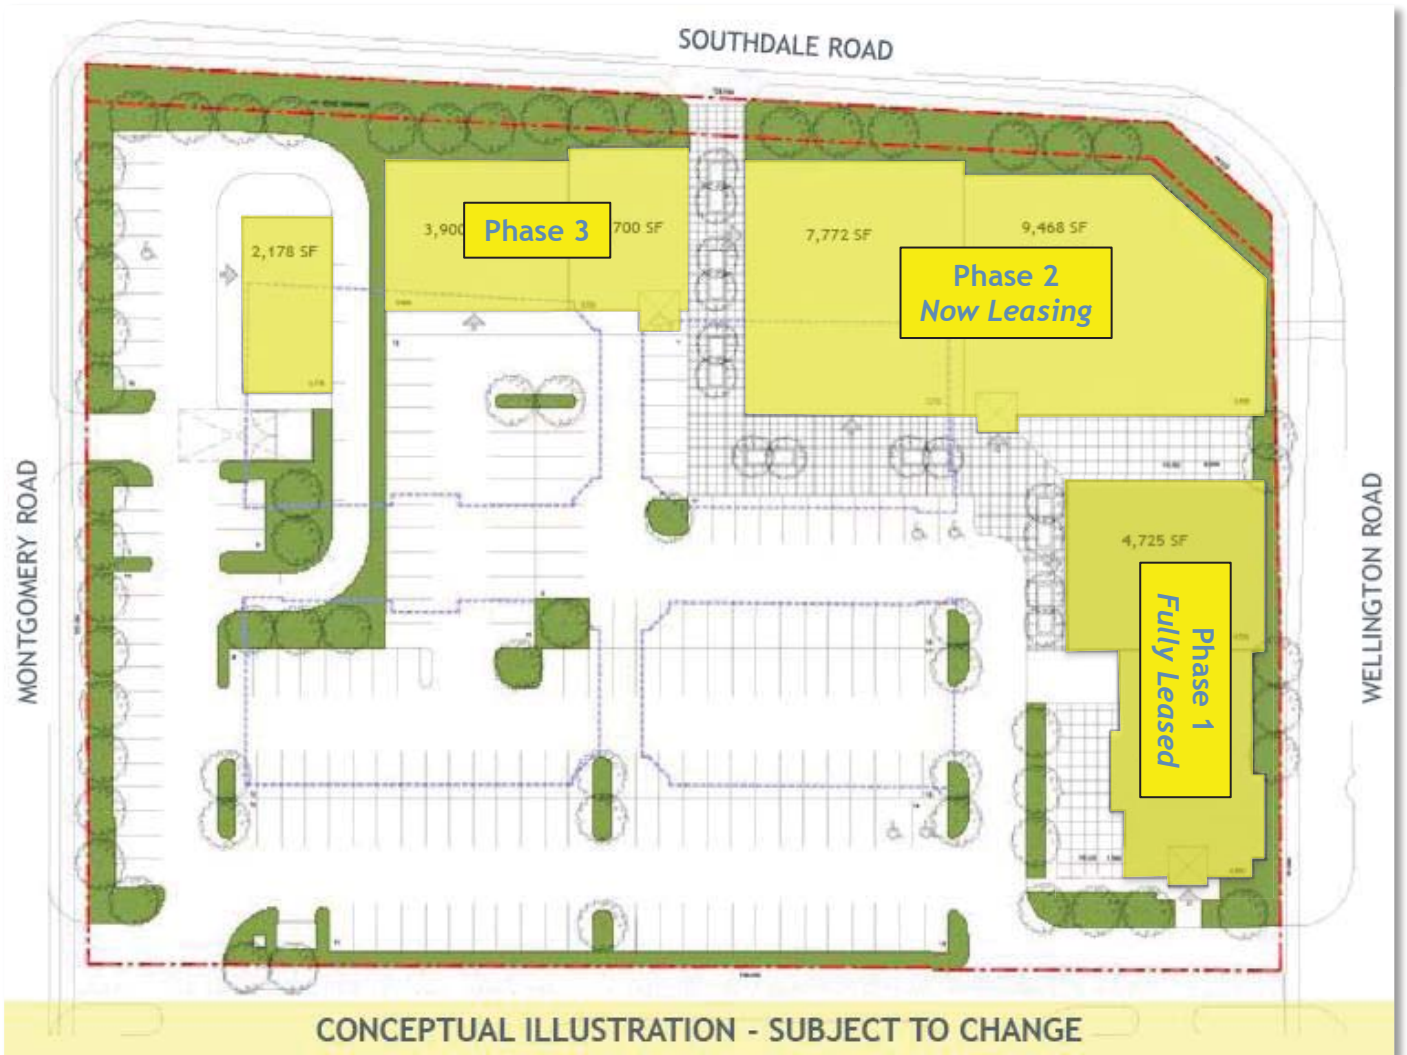 SOUTHDALE ROAD
2,178 SF
3,900
Phase 3
700 SF
7,772 SF
9,468 SF
Phase 2
Now Leasing
MONTGOMERY ROAD
WELLINGTON ROAD
4,725 SF
Phase 1
Fully Leased
CONCEPTUAL ILLUSTRATION - SUBJECT TO CHANGE